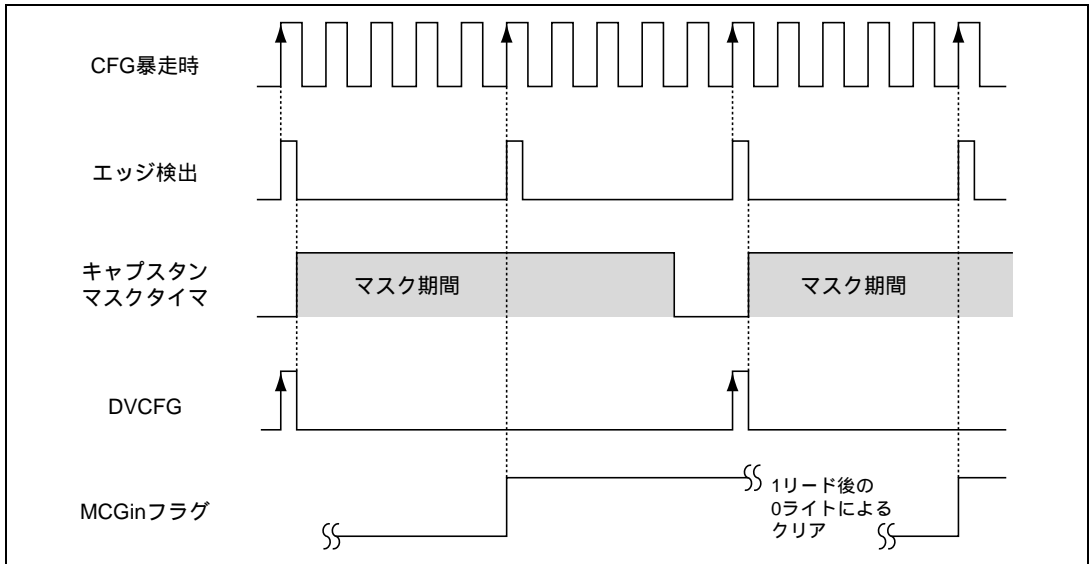 CFG暴走時
エッジ検出
キャプスタン
マスクタイマ
マスク期間
マスク期間
DVCFG
MCGinフラグ
1リード後の
0ライトによる
クリア